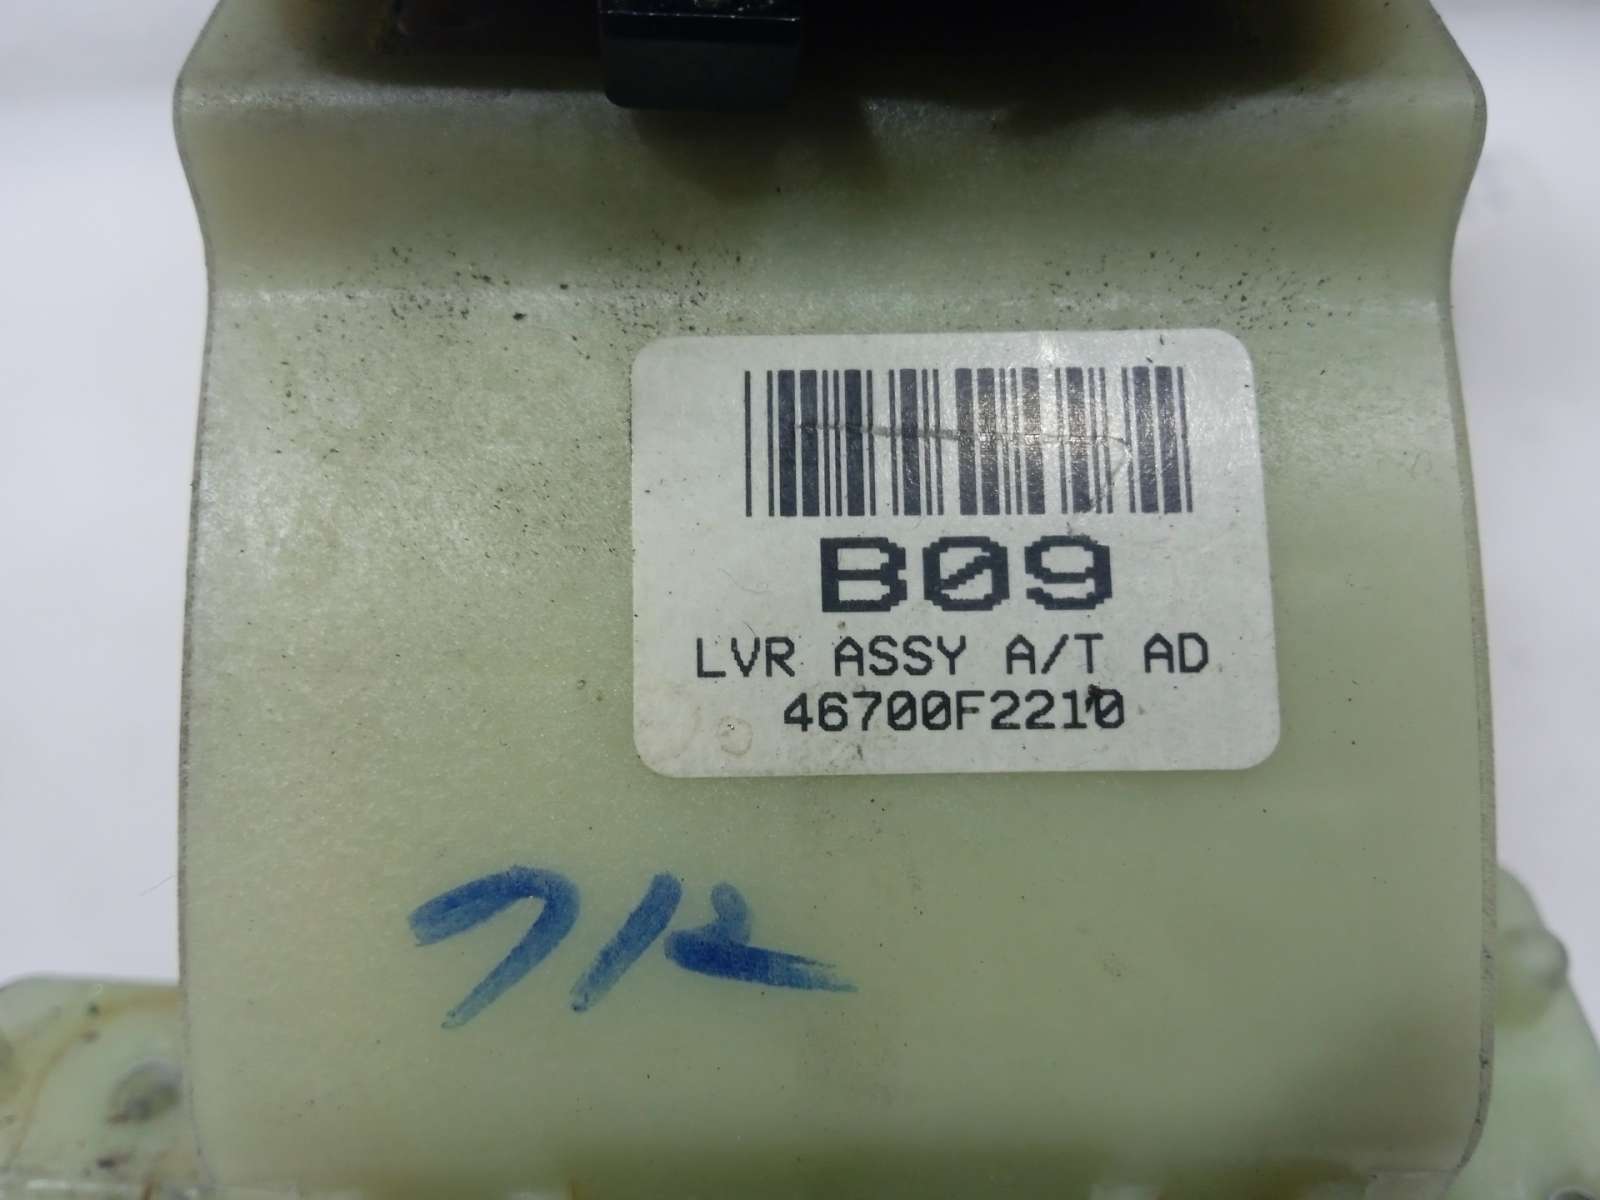 B09
LVR ASSY A/T AD
46700F2210